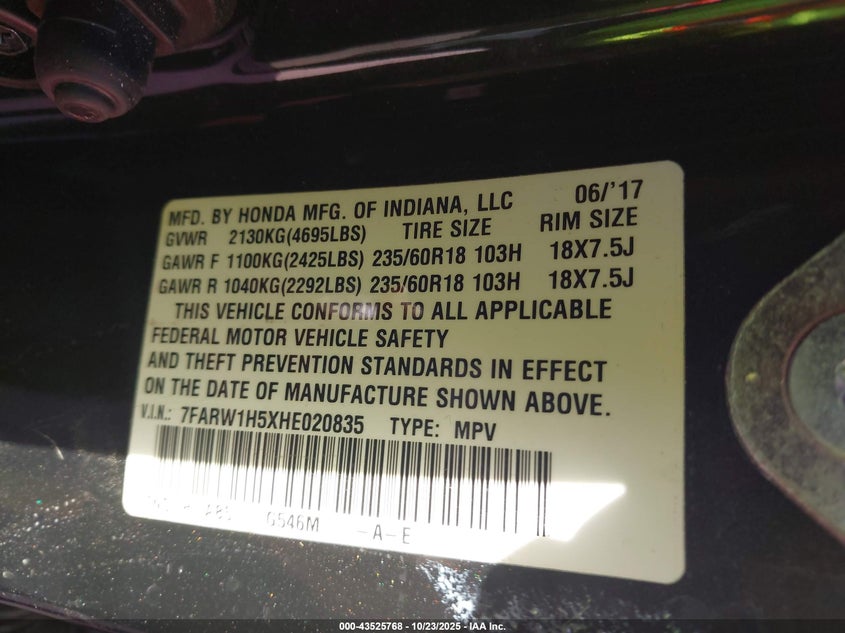 MFD. BY HONDA MFG. OF INDIANA, LLC 06/'17
GVWR 2130KG(4695LBS) TIRE SIZE RIM SIZE
GAWR F 1100KG(2425LBS) 235/60R18 103H 18X7.5J
GAWR R 1040KG(2292LBS) 235/60R18 103H 18X7.5J
THIS VEHICLE CONFORMS TO ALL APPLICABLE
FEDERAL MOTOR VEHICLE SAFETY
AND THEFT PREVENTION STANDARDS IN EFFECT
ON THE DATE OF MANUFACTURE SHOWN ABOVE.
V.I.N.: 7FARW1H5XHE020835 TYPE: MPV
G546M -A-E
000-43525768 - 10/23/2025 - IAA Inc.